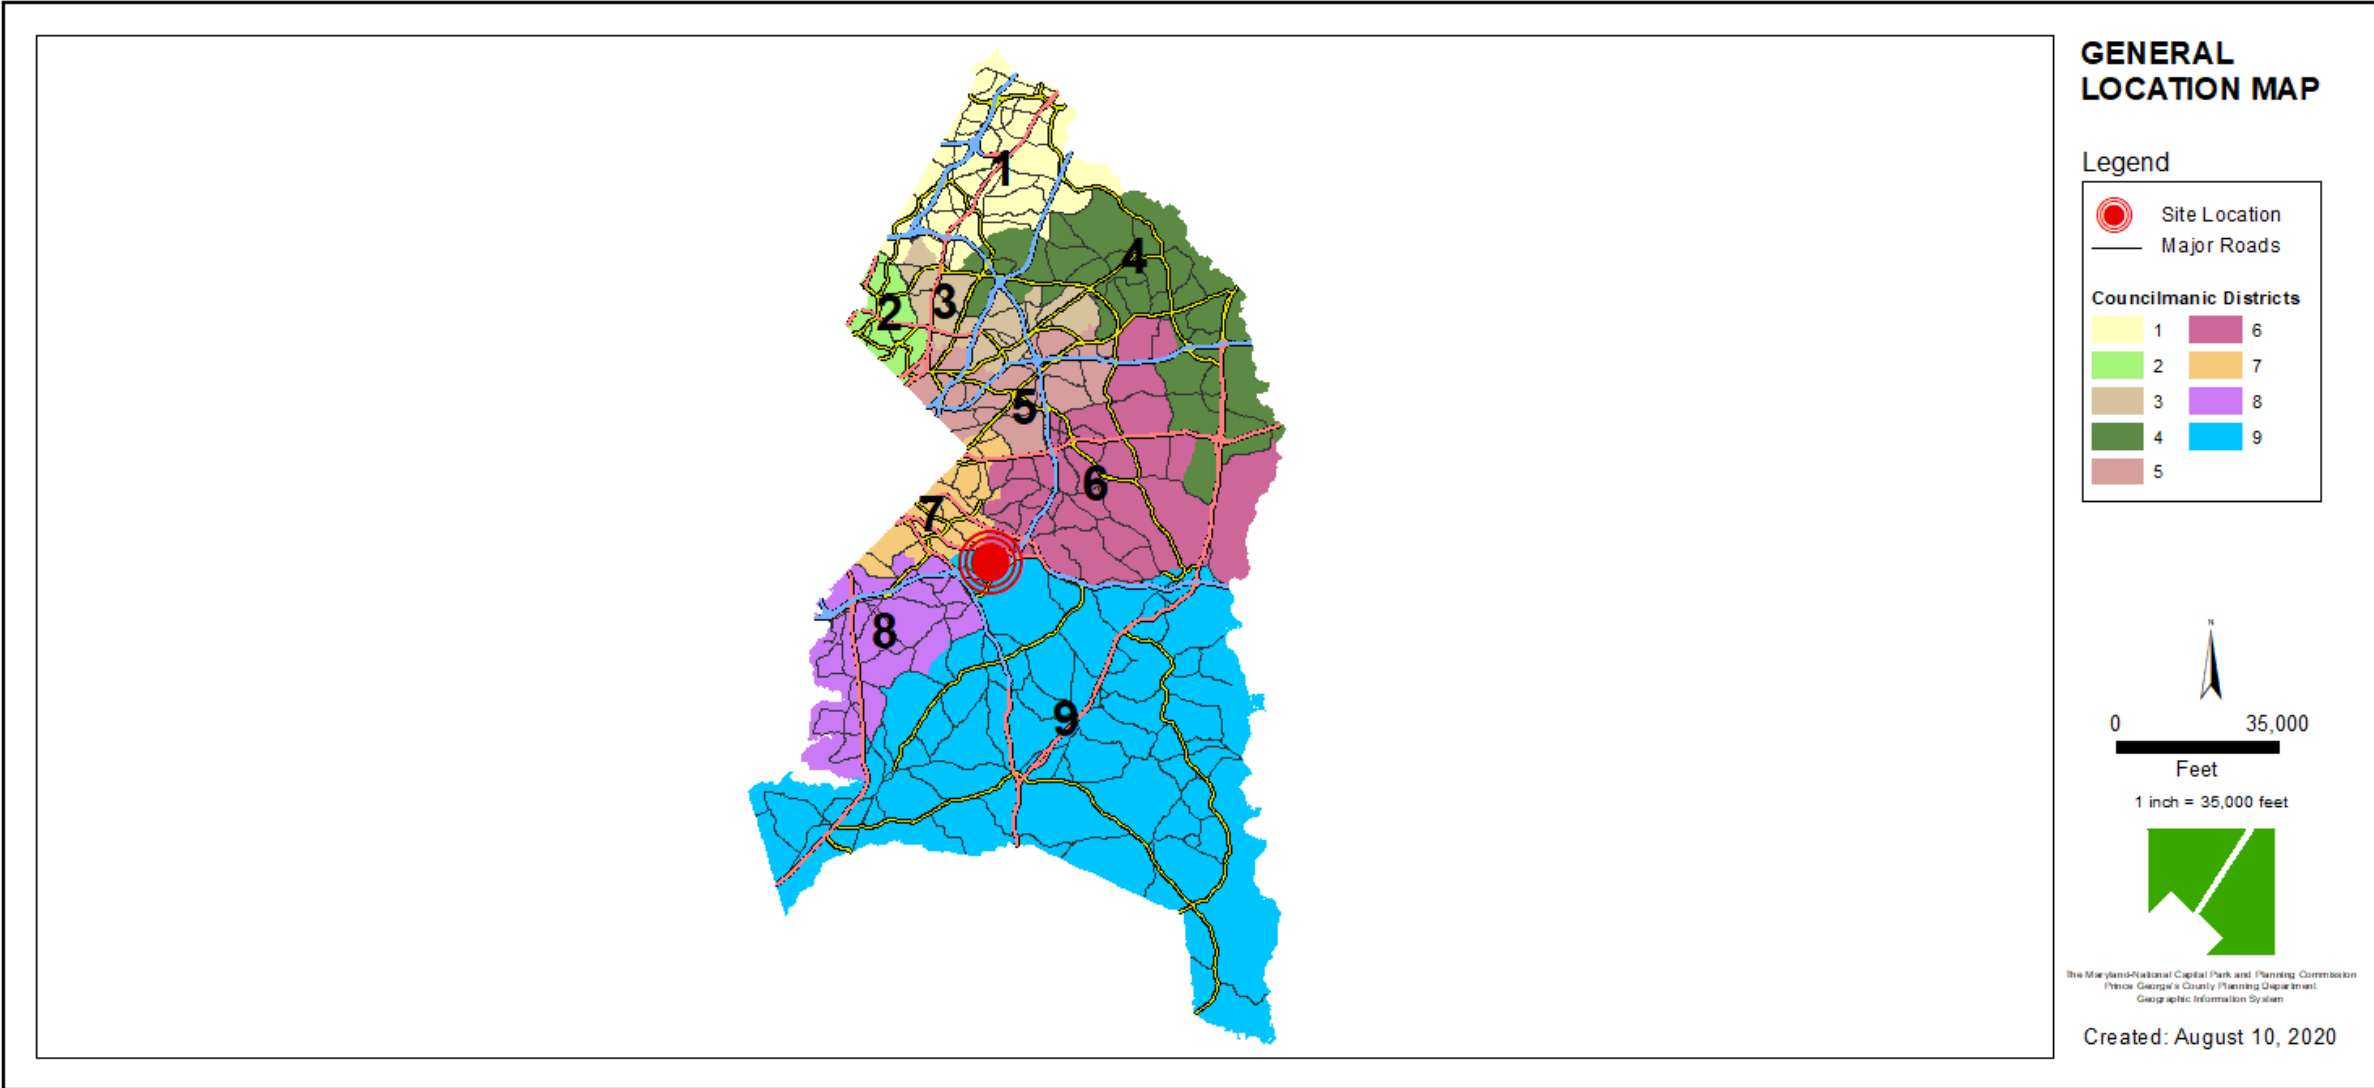 GENERAL
LOCATION MAP
Legend
Site Location
Major Roads
Councilmanic Districts
1 6
2 7
3 8
4 9
5
1
4
3
2
5
6
7
8
9
N
0 35,000
Feet
1 inch = 35,000 feet
The Maryland-National Capital Park and Planning Commission
Prince George's County Planning Department
Geographic Information System
Created: August 10, 2020